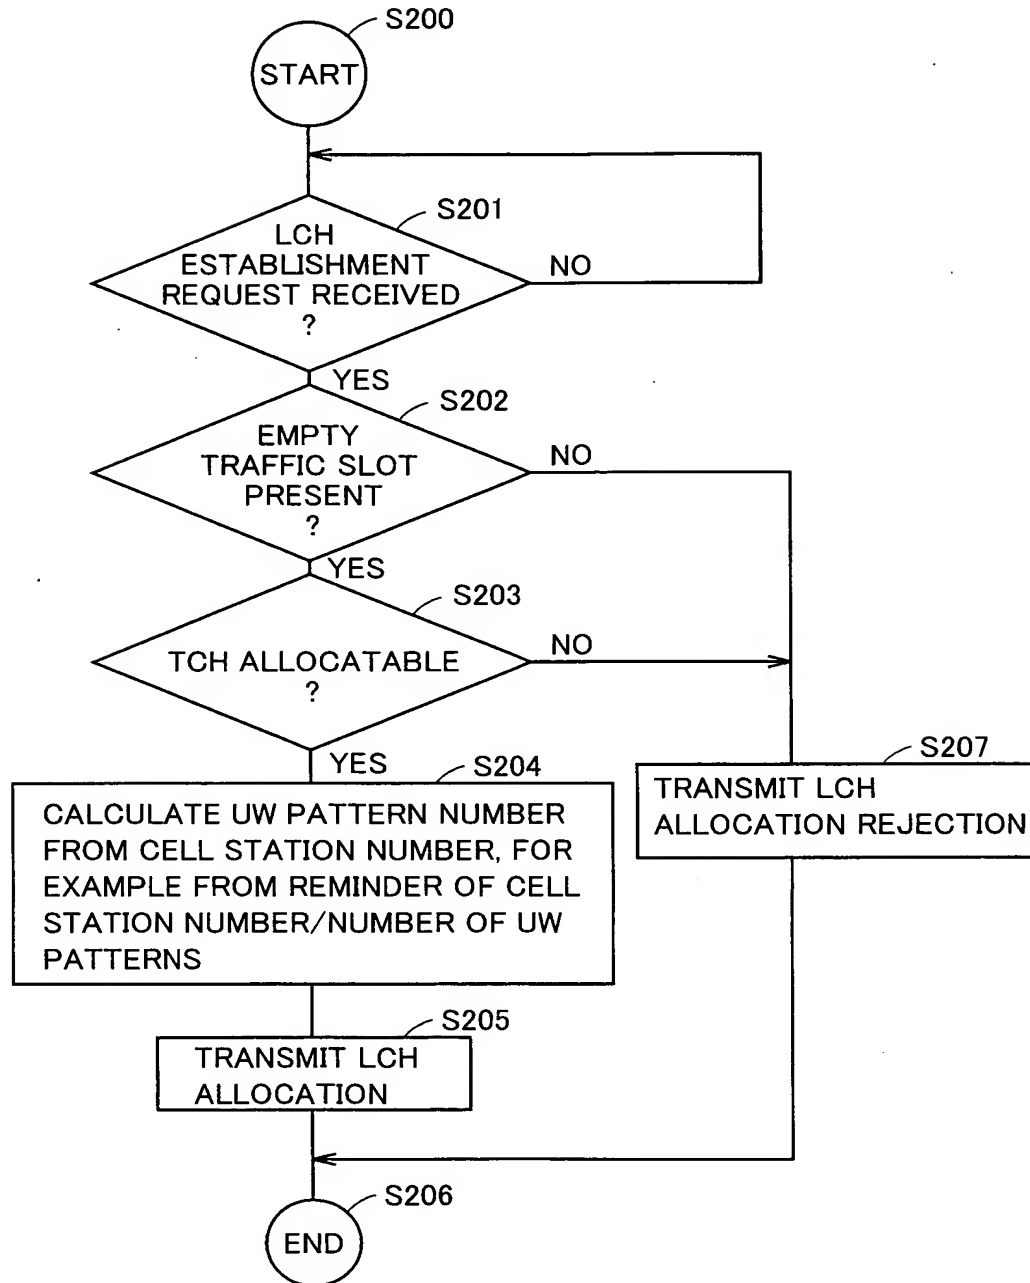 S200
START
S201
LCH
ESTABLISHMENT
REQUEST RECEIVED
?
NO
YES
S202
EMPTY
TRAFFIC SLOT
PRESENT
?
NO
YES
S203
TCH ALLOCATABLE
?
NO
YES
S204
CALCULATE UW PATTERN NUMBER
FROM CELL STATION NUMBER, FOR
EXAMPLE FROM REMINDER OF CELL
STATION NUMBER/NUMBER OF UW
PATTERNS
S207
TRANSMIT LCH
ALLOCATION REJECTION
S205
TRANSMIT LCH
ALLOCATION
S206
END